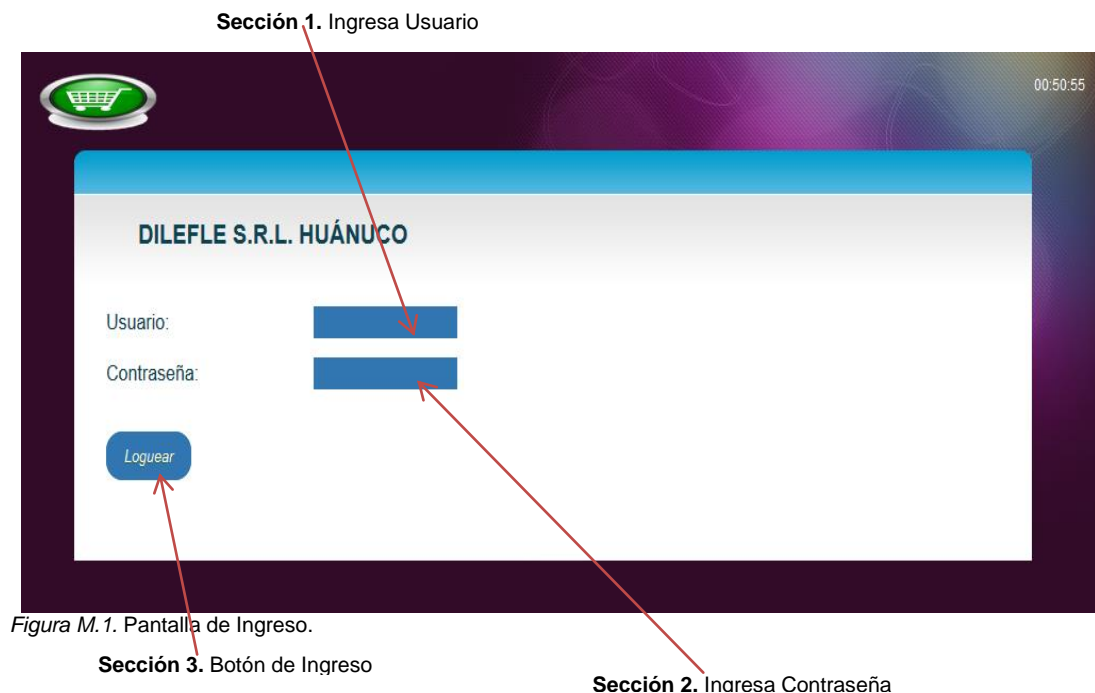 Sección 1. Ingresa Usuario
00:50:55
DILEFLE S.R.L. HUÁNUCO
Usuario:
Contraseña:
Loguear
Figura M.1. Pantalla de Ingreso.
Sección 3. Botón de Ingreso
Sección 2. Ingresa Contraseña